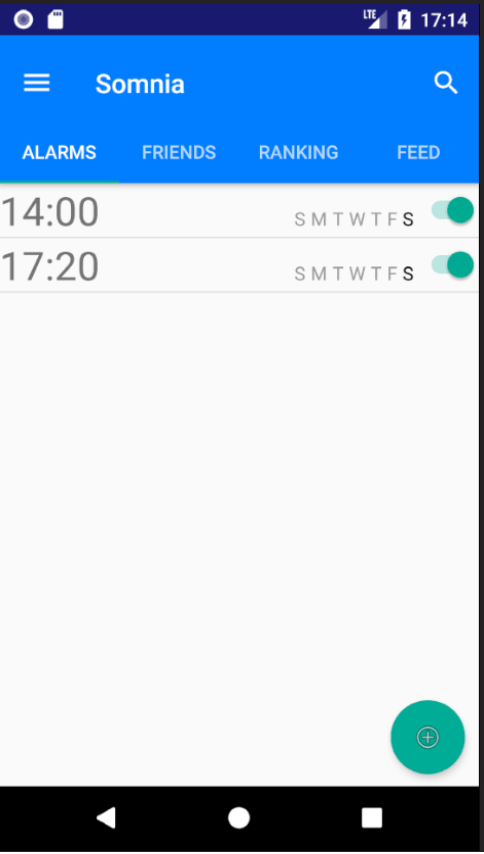 LTE 17:14
Somnia
ALARMS FRIENDS RANKING FEED
14:00 S M T W T F S
17:20 S M T W T F S